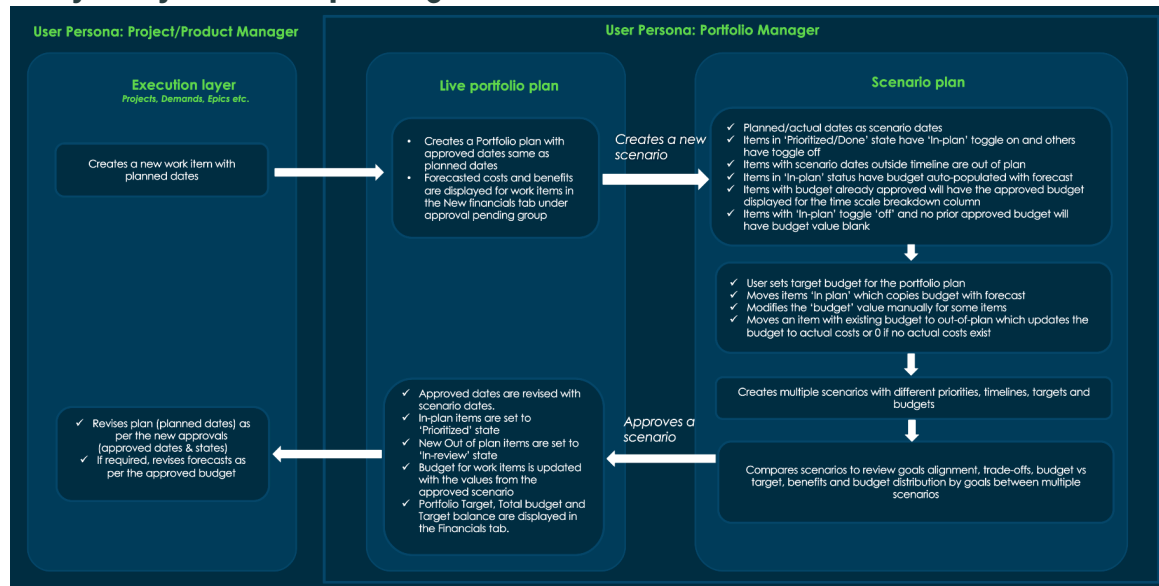 User Persona: Project/Product Manager
User Persona: Portfolio Manager
Execution layer
Projects, Demands, Epics etc.
Creates a new work item with
planned dates
Live portfolio plan
• Creates a Portfolio plan with
approved dates same as
planned dates
• Forecasted costs and benefits
are displayed for work items in
the New financials tab under
approval pending group
Creates a new
scenario
Scenario plan
✓ Planned/actual dates as scenario dates
✓ Items in ‘Prioritized/Done’ state have ‘In-plan’ toggle on and others
have toggle off
✓ Items with scenario dates outside timeline are out of plan
✓ Items in ‘In-plan’ status have budget auto-populated with forecast
✓ Items with budget already approved will have the approved budget
displayed for the time scale breakdown column
✓ Items with ‘In-plan’ toggle ‘off’ and no prior approved budget will
have budget value blank
✓ User sets target budget for the portfolio plan
✓ Moves items ‘In plan’ which copies budget with forecast
✓ Modifies the ‘budget’ value manually for some items
✓ Moves an item with existing budget to out-of-plan which updates the
budget to actual costs or 0 if no actual costs exist
Creates multiple scenarios with different priorities, timelines, targets and
budgets
Compares scenarios to review goals alignment, trade-offs, budget vs
target, benefits and budget distribution by goals between multiple
scenarios
Approves a
scenario
✓ Approved dates are revised with
scenario dates.
✓ In-plan items are set to
‘Prioritized’ state
✓ New Out of plan items are set to
‘In-review’ state
✓ Budget for work items is updated
with the values from the
approved scenario
✓ Portfolio Target, Total budget and
Target balance are displayed in
the Financials tab.
✓ Revises plan (planned dates) as
per the new approvals
(approved dates & states)
✓ If required, revises forecasts as
per the approved budget